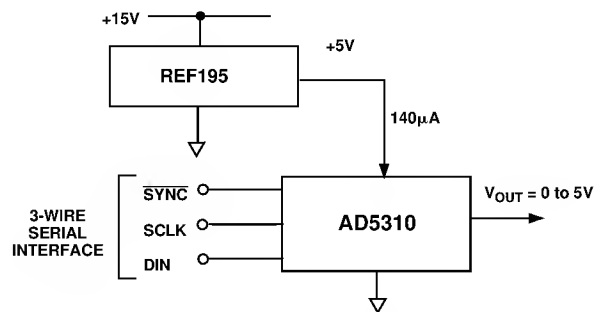 +15V
+5V
REF195
140µA
SYNC
SCLK
DIN
3-WIRE
SERIAL
INTERFACE
AD5310
VOUT = 0 to 5V